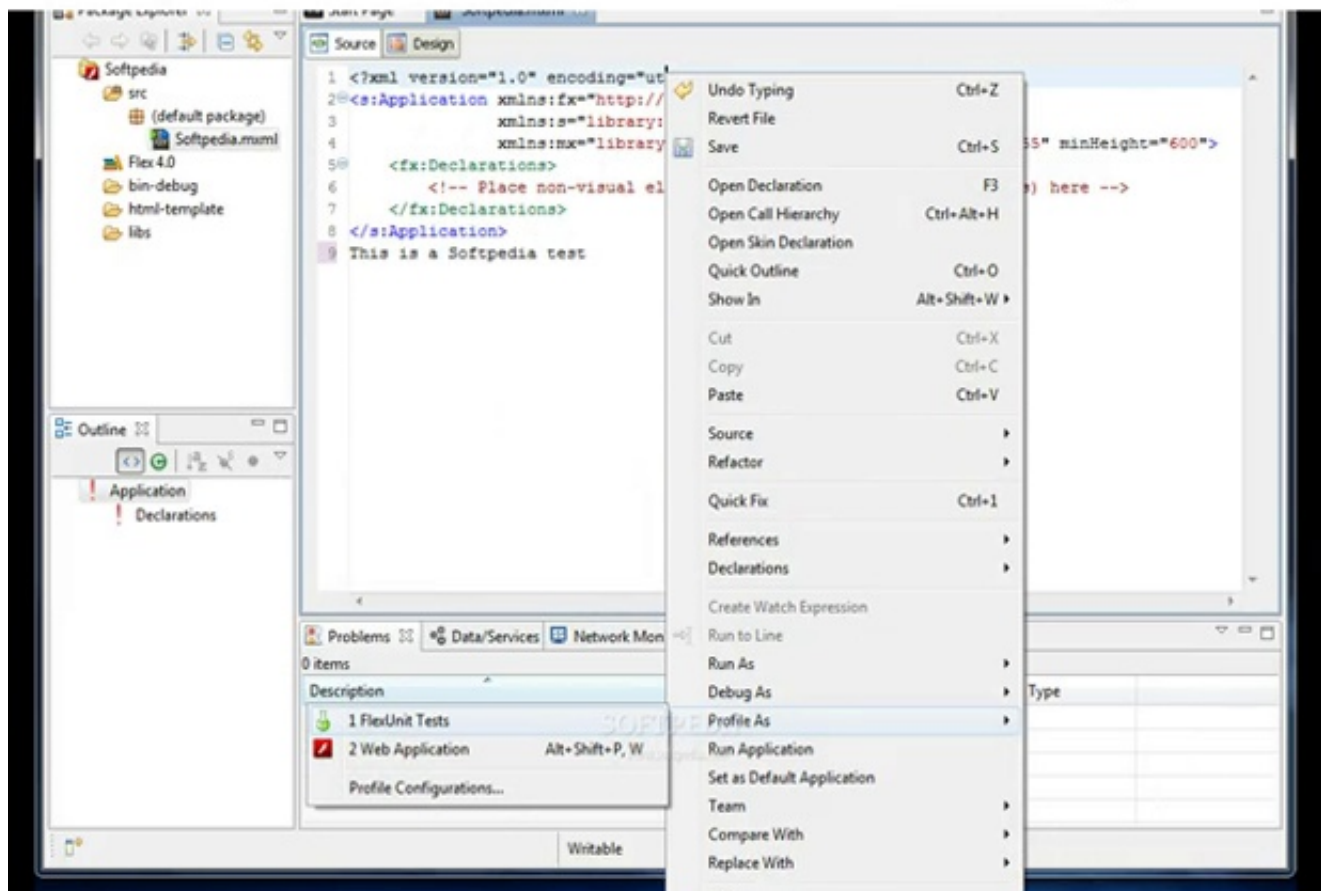 Package Explorer
Start Page
Softpedia.mxml
Source
Design
Softpedia
src
(default package)
Softpedia.mxml
Flex 4.0
bin-debug
html-template
libs
1 <?xml version="1.0" encoding="ut
2 <s:Application xmlns:fx="http://
3 xmlns:s="library:
4 xmlns:mx="library 55" minHeight="600">
5 <fx:Declarations>
6 <!-- Place non-visual el s) here -->
7 </fx:Declarations>
8 </s:Application>
9 This is a Softpedia test
Undo Typing Ctrl+Z
Revert File
Save Ctrl+S
Open Declaration F3
Open Call Hierarchy Ctrl+Alt+H
Open Skin Declaration
Quick Outline Ctrl+O
Show In Alt+Shift+W
Cut Ctrl+X
Copy Ctrl+C
Paste Ctrl+V
Source
Refactor
Quick Fix Ctrl+1
References
Declarations
Create Watch Expression
Run to Line
Run As
Debug As
Profile As
Run Application
Set as Default Application
Team
Compare With
Replace With
Outline
Application
Declarations
Problems
Data/Services
Network Mon
0 items
Description
Type
1 FlexUnit Tests
2 Web Application Alt+Shift+P, W
Profile Configurations...
SOFTPEDIA
Writable